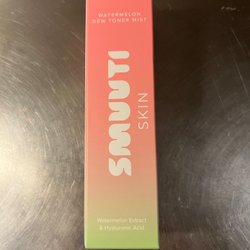 WATERMELON
DEW TONER MIST
SMUUTI
SKIN
Watermelon Extract
& Hyaluronic Acid